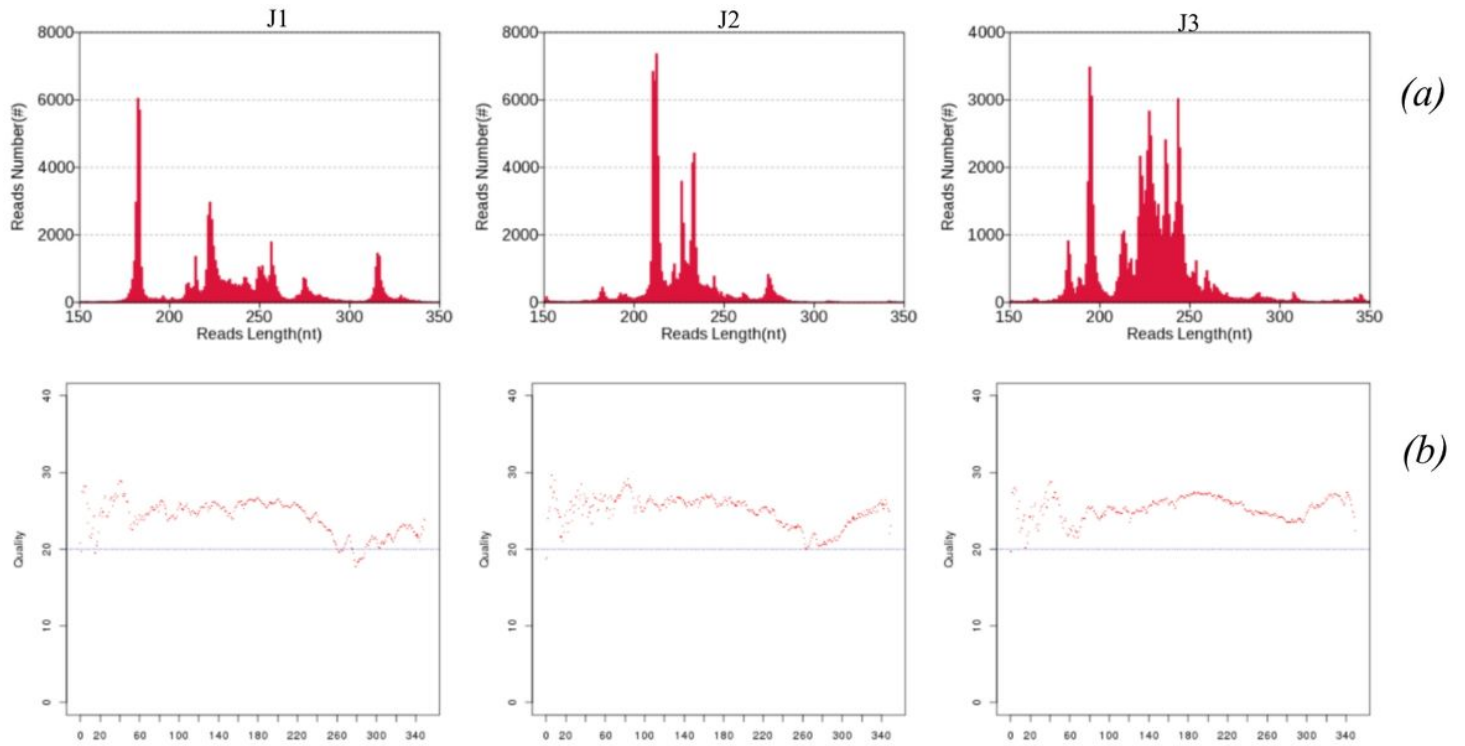 J1 J2 J3
8000 8000 4000
6000 6000 3000
4000 4000 2000
2000 2000 1000
0 0 0
Reads Number(#) Reads Number(#) Reads Number(#)
150 200 250 300 350 150 200 250 300 350 150 200 250 300 350
Reads Length(nt) Reads Length(nt) Reads Length(nt)
(a)
40 40 40
30 30 30
20 20 20
10 10 10
0 0 0
Quality Quality Quality
(b)
0 20 60 100 140 180 220 260 300 340 0 20 60 100 140 180 220 260 300 340 0 20 60 100 140 180 220 260 300 340